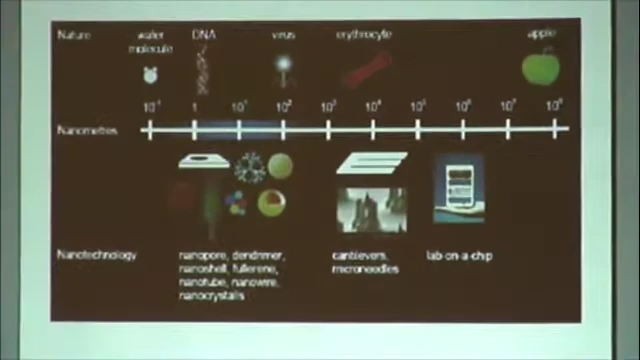 Nature
water molecule
DNA
virus
erythrocyte
apple
10⁻¹ 1 10¹ 10² 10³ 10⁴ 10⁵ 10⁶ 10⁷ 10⁸
Nanometres
Nanotechnology
nanopore, dendrimer,
nanoshell, fullerene,
nanotube, nanowire,
nanocrystals
cantilevers,
microneedles
lab-on-a-chip